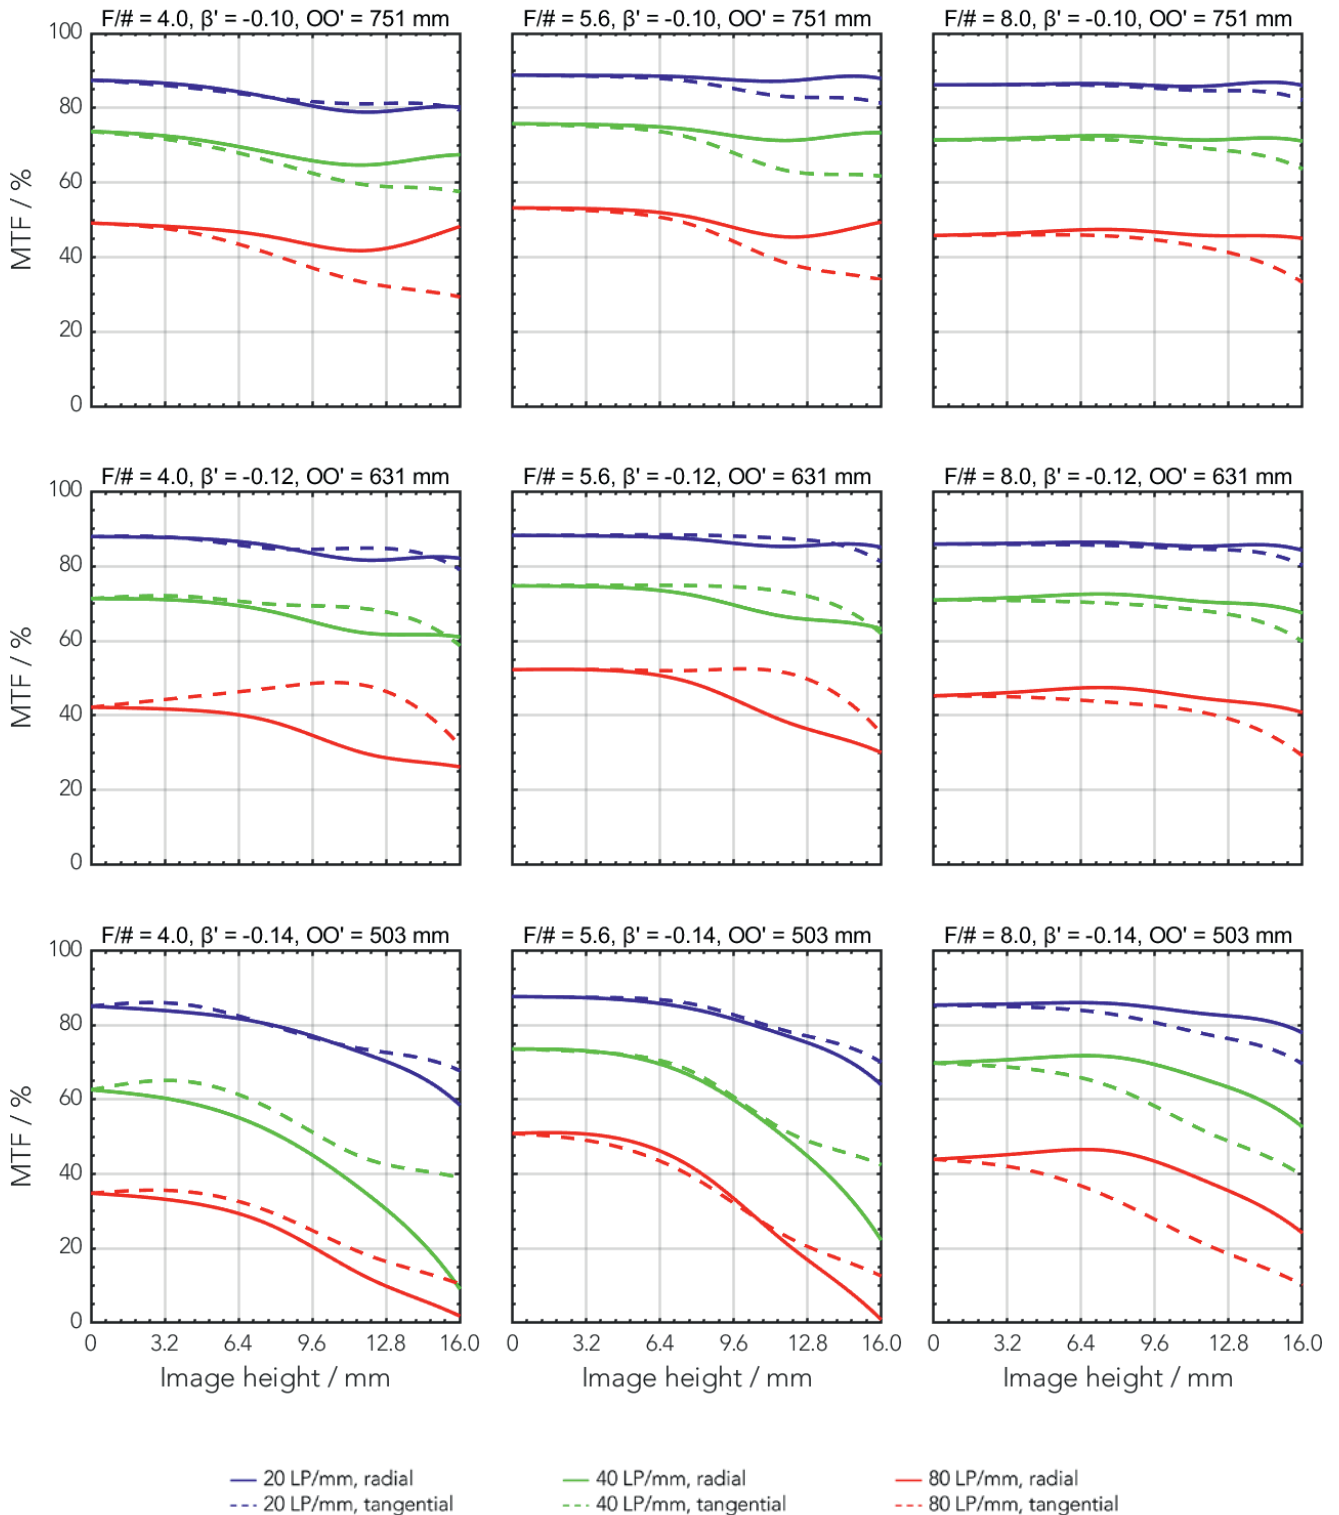 F/# = 4.0, β' = -0.10, OO' = 751 mm
F/# = 5.6, β' = -0.10, OO' = 751 mm
F/# = 8.0, β' = -0.10, OO' = 751 mm
100
80
60
40
20
0
MTF / %
F/# = 4.0, β' = -0.12, OO' = 631 mm
F/# = 5.6, β' = -0.12, OO' = 631 mm
F/# = 8.0, β' = -0.12, OO' = 631 mm
100
80
60
40
20
0
MTF / %
F/# = 4.0, β' = -0.14, OO' = 503 mm
F/# = 5.6, β' = -0.14, OO' = 503 mm
F/# = 8.0, β' = -0.14, OO' = 503 mm
100
80
60
40
20
0
MTF / %
0 3.2 6.4 9.6 12.8 16.0
0 3.2 6.4 9.6 12.8 16.0
0 3.2 6.4 9.6 12.8 16.0
Image height / mm
Image height / mm
Image height / mm
20 LP/mm, radial
40 LP/mm, radial
80 LP/mm, radial
20 LP/mm, tangential
40 LP/mm, tangential
80 LP/mm, tangential